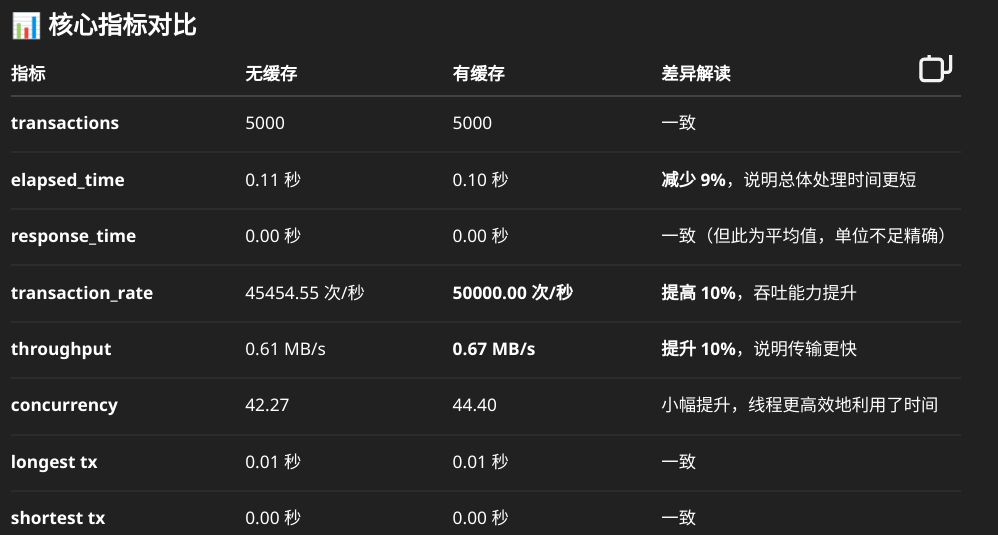 📊 核心指标对比
指标 无缓存 有缓存 差异解读
transactions 5000 5000 一致
elapsed_time 0.11 秒 0.10 秒 减少 9%，说明总体处理时间更短
response_time 0.00 秒 0.00 秒 一致（但此为平均值，单位不足精确）
transaction_rate 45454.55 次/秒 50000.00 次/秒 提高 10%，吞吐能力提升
throughput 0.61 MB/s 0.67 MB/s 提升 10%，说明传输更快
concurrency 42.27 44.40 小幅提升，线程更高效地利用了时间
longest tx 0.01 秒 0.01 秒 一致
shortest tx 0.00 秒 0.00 秒 一致